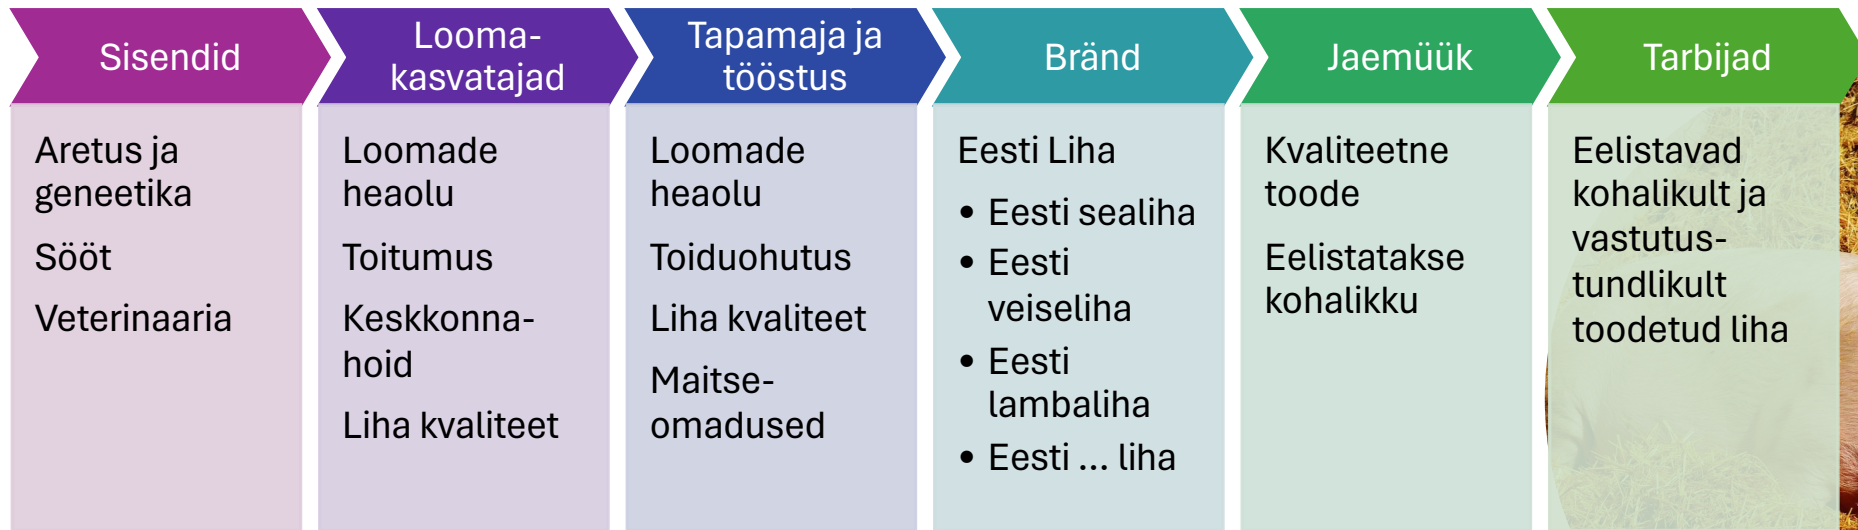 Sisendid
Aretus ja
geneetika
Sööt
Veterinaaria
Looma-
kasvatajad
Loomade
heaolu
Toitumus
Keskkonna-
hoid
Liha kvaliteet
Tapamaja ja
tööstus
Loomade
heaolu
Toiduohutus
Liha kvaliteet
Maitse-
omadused
Bränd
Eesti Liha
• Eesti sealiha
• Eesti
veiseliha
• Eesti
lambaliha
• Eesti ... liha
Jaemüük
Kvaliteetne
toode
Eelistatakse
kohalikku
Tarbijad
Eelistavad
kohalikult ja
vastutus-
tundlikult
toodetud liha